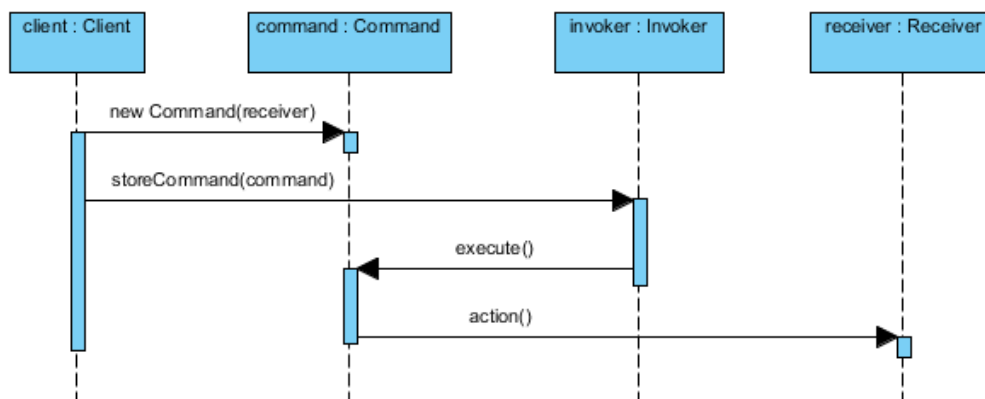 client : Client
command : Command
invoker : Invoker
receiver : Receiver
new Command(receiver)
storeCommand(command)
execute()
action()